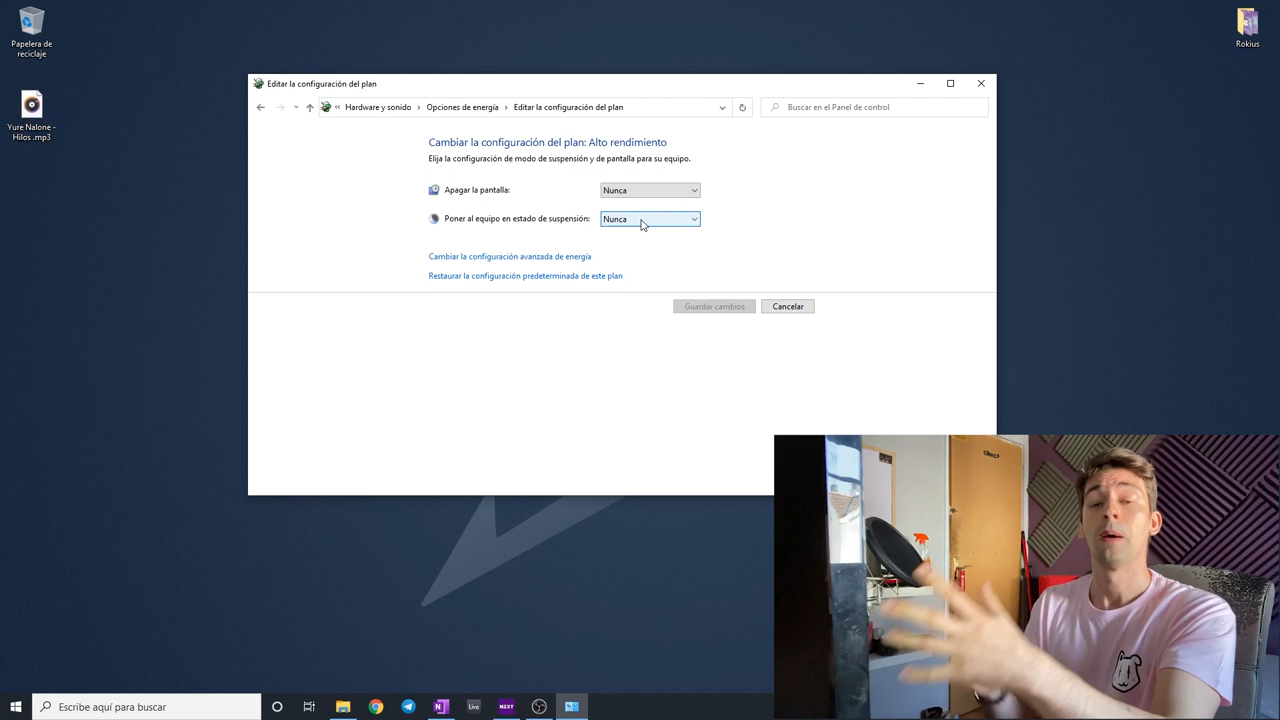 Papelera de
reciclaje
Yure Nalone -
Hilos .mp3
Rokius
Editar la configuración del plan
« Hardware y sonido > Opciones de energía > Editar la configuración del plan
Buscar en el Panel de control
Cambiar la configuración del plan: Alto rendimiento
Elija la configuración de modo de suspensión y de pantalla para su equipo.
Apagar la pantalla: Nunca
Poner al equipo en estado de suspensión: Nunca
Cambiar la configuración avanzada de energía
Restaurar la configuración predeterminada de este plan
Guardar cambios Cancelar
Escribe aquí para buscar
Live
NZXT